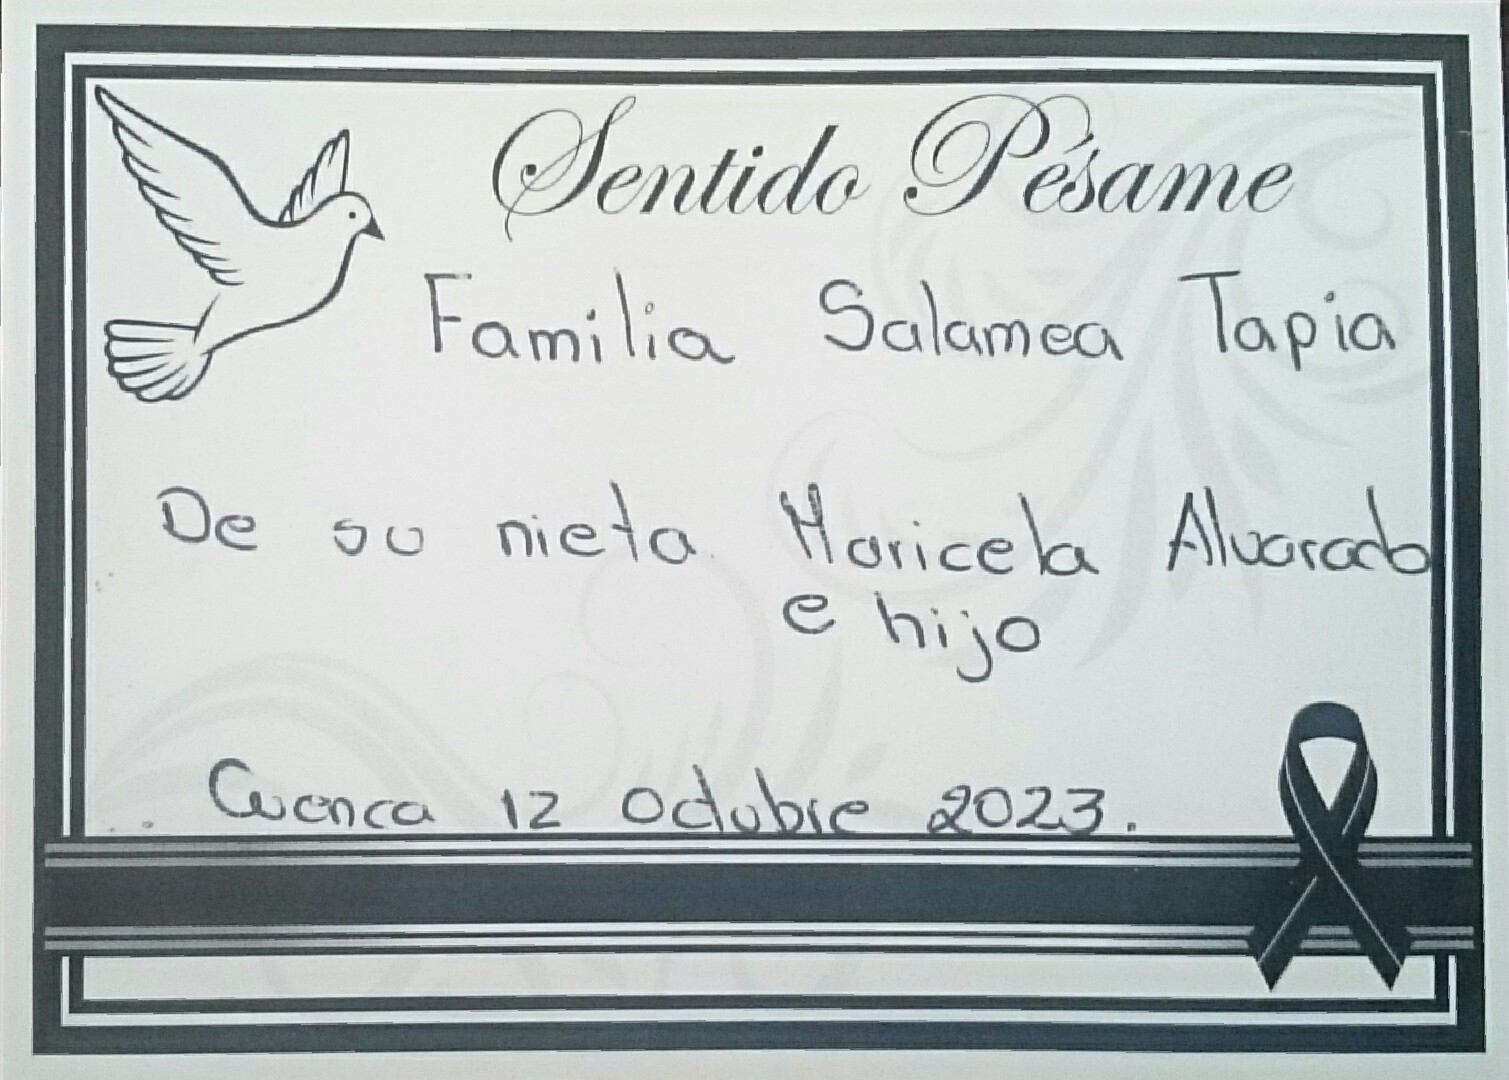 Sentido Pésame
Familia Salamea Tapia
De su nieta Maricela Alvarado
e hijo
Cuenca 12 Octubre 2023.